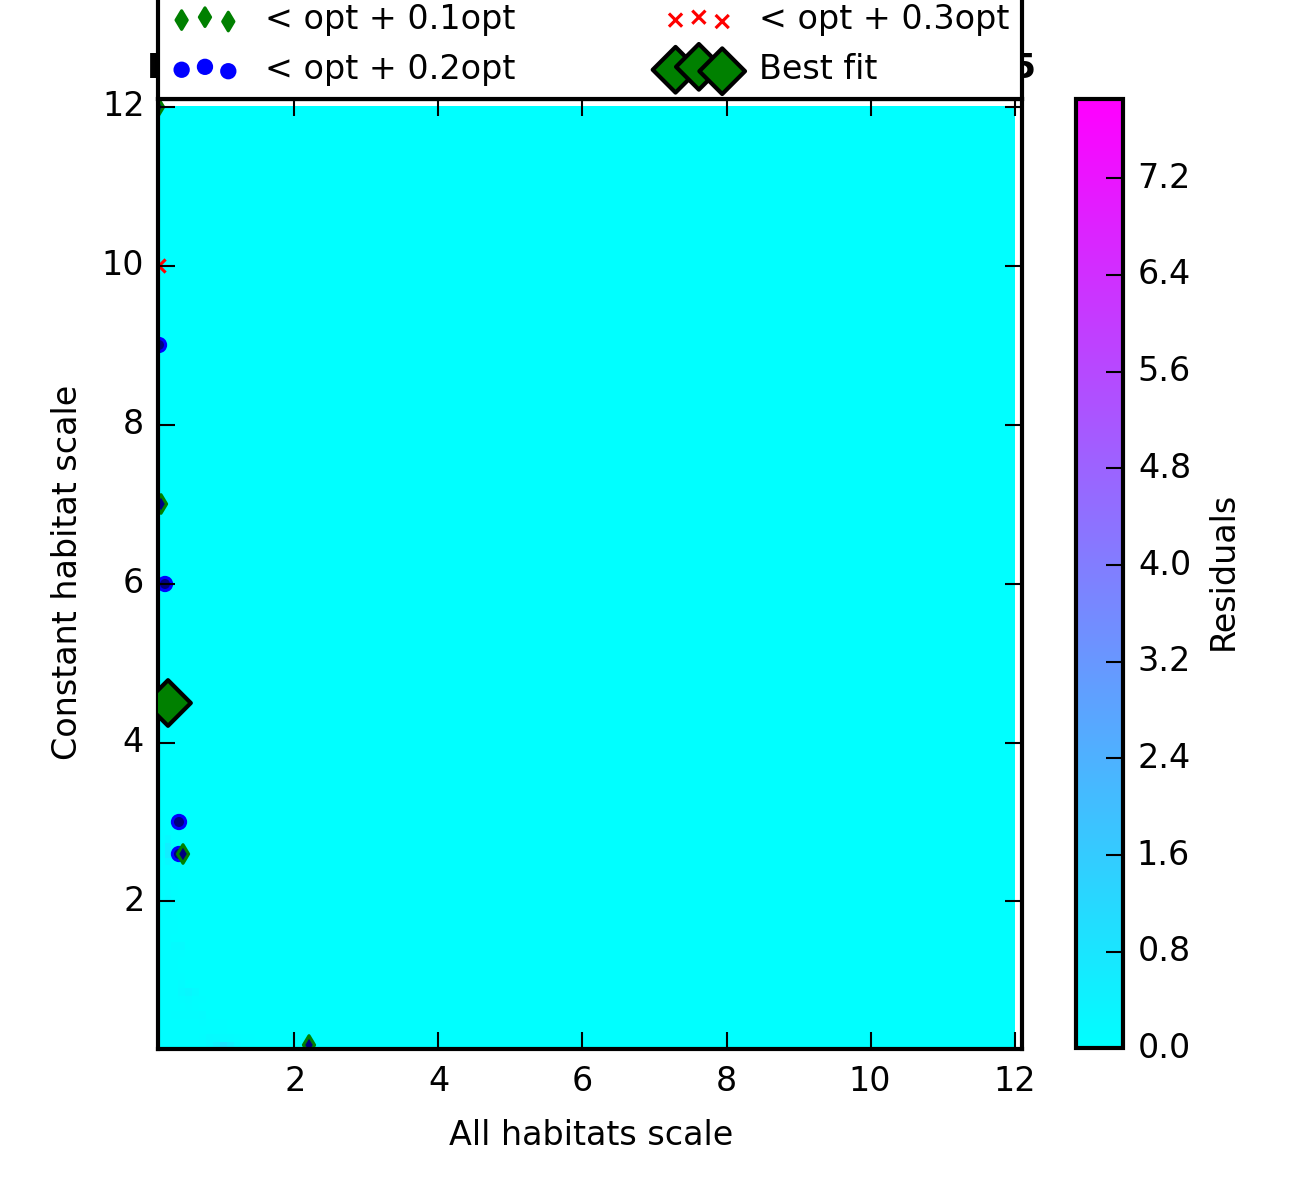 < opt + 0.1opt < opt + 0.3opt
< opt + 0.2opt Best fit
12
10
8
6
4
2
Constant habitat scale
2 4 6 8 10 12
All habitats scale
7.2
6.4
5.6
4.8
4.0
3.2
2.4
1.6
0.8
0.0
Residuals